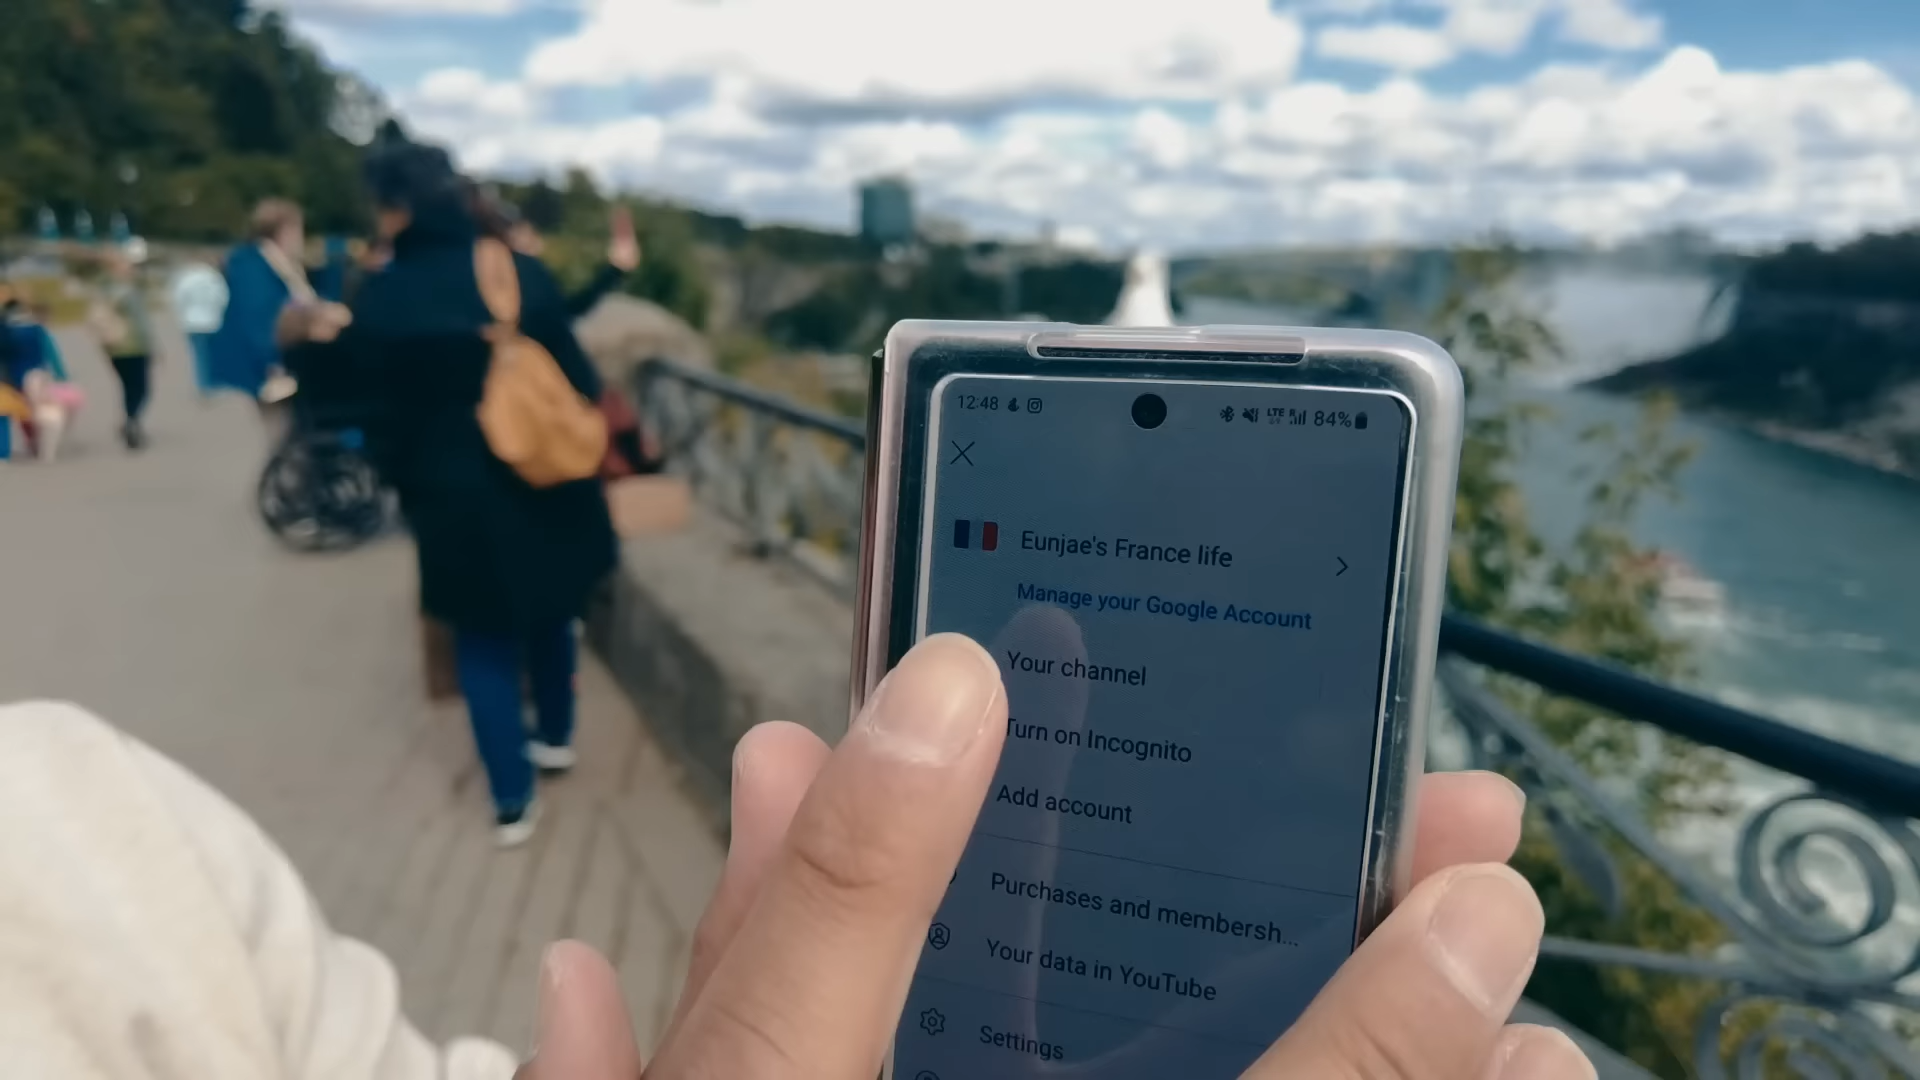 12:48 LTE 84%
Eunjae's France life
Manage your Google Account
Your channel
Turn on Incognito
Add account
Purchases and membersh...
Your data in YouTube
Settings